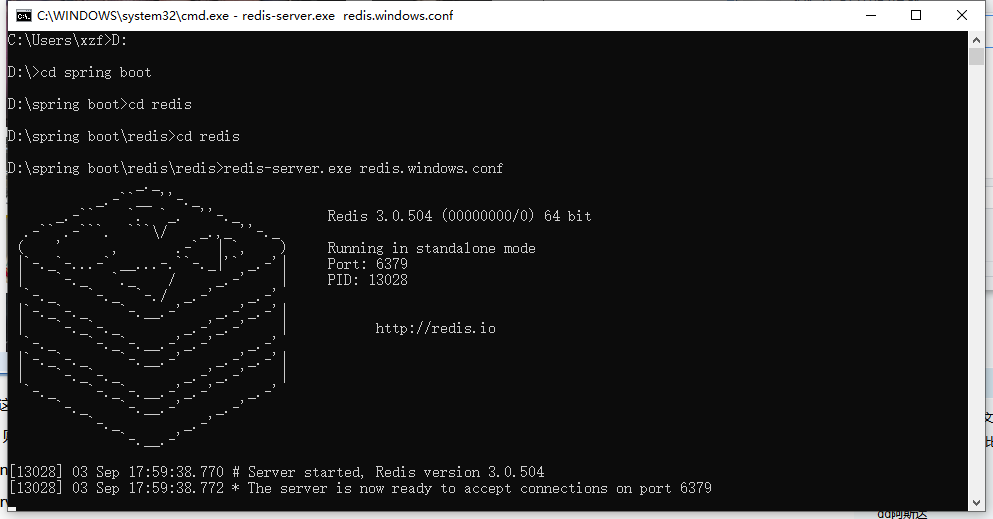 C:\WINDOWS\system32\cmd.exe - redis-server.exe redis.windows.conf
C:\Users\xzf>D:
D:\>cd spring boot
D:\spring boot>cd redis
D:\spring boot\redis>cd redis
D:\spring boot\redis\redis>redis-server.exe redis.windows.conf
Redis 3.0.504 (00000000/0) 64 bit
Running in standalone mode
Port: 6379
PID: 13028
http://redis.io
[13028] 03 Sep 17:59:38.770 # Server started, Redis version 3.0.504
[13028] 03 Sep 17:59:38.772 * The server is now ready to accept connections on port 6379